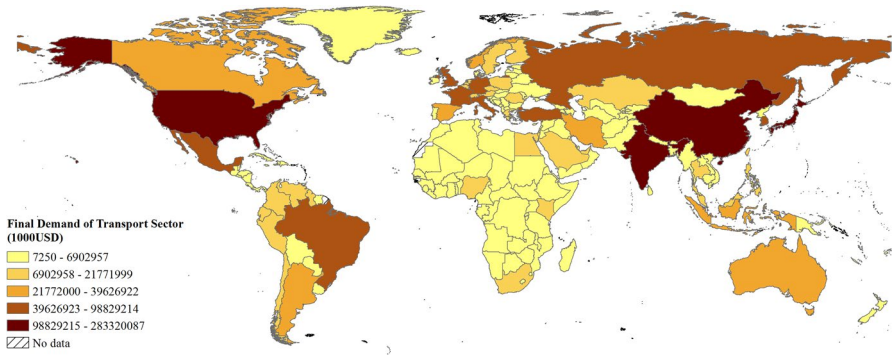 Final Demand of Transport Sector
(1000USD)
7250 - 6902957
6902958 - 21771999
21772000 - 39626922
39626923 - 98829214
98829215 - 283320087
No data